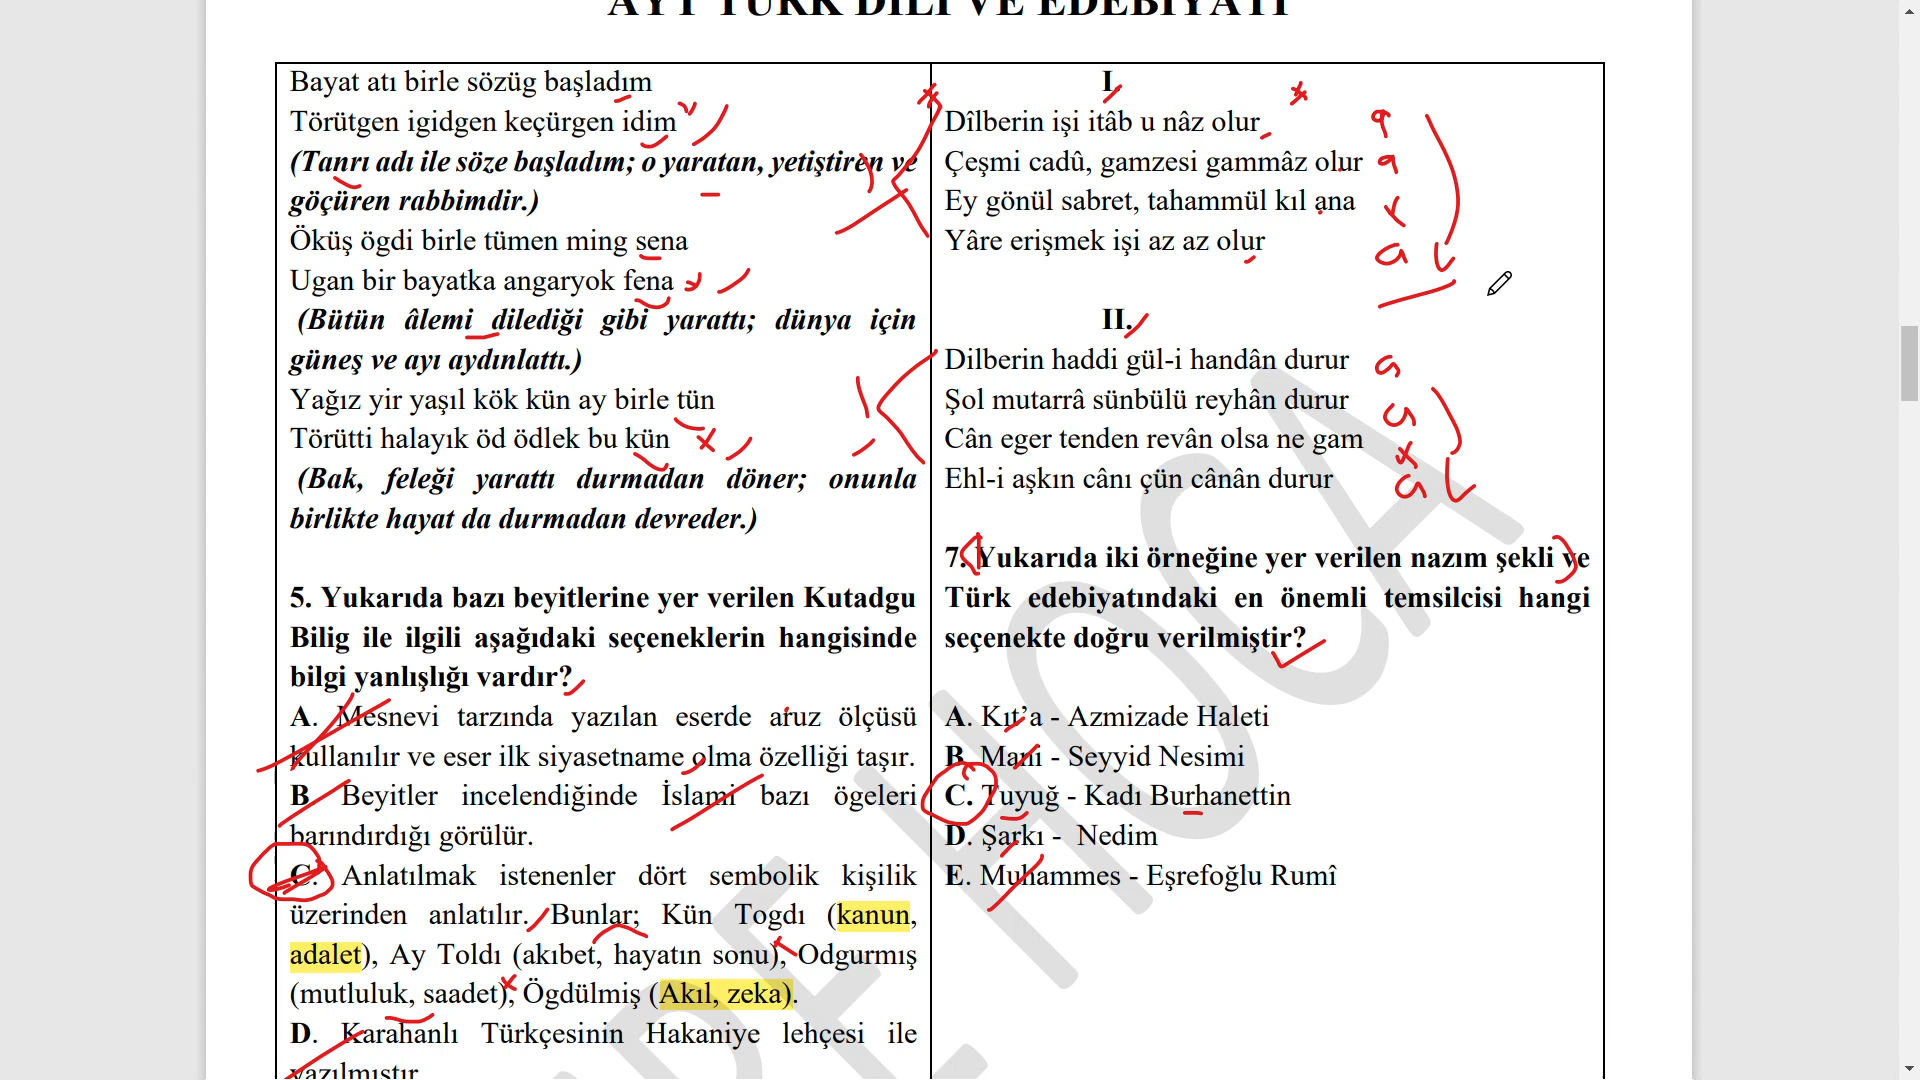 AYT TÜRK DİLİ VE EDEBİYATI
Bayat atı birle sözüg başladım
Törütgen igidgen keçürgen idim
(Tanrı adı ile söze başladım; o yaratan, yetiştiren ve
göçüren rabbimdir.)
Öküş ögdi birle tümen ming sena
Ugan bir bayatka angaryok fena
(Bütün âlemi dilediği gibi yarattı; dünya için
güneş ve ayı aydınlattı.)
Yağız yir yaşıl kök kün ay birle tün
Törütti halayık öd ödlek bu kün
(Bak, feleği yarattı durmadan döner; onunla
birlikte hayat da durmadan devreder.)
5. Yukarıda bazı beyitlerine yer verilen Kutadgu
Bilig ile ilgili aşağıdaki seçeneklerin hangisinde
bilgi yanlışlığı vardır?
A. Mesnevi tarzında yazılan eserde aruz ölçüsü
kullanılır ve eser ilk siyasetname olma özelliği taşır.
B. Beyitler incelendiğinde İslami bazı ögeleri
barındırdığı görülür.
C. Anlatılmak istenenler dört sembolik kişilik
üzerinden anlatılır. Bunlar; Kün Togdı (kanun,
adalet), Ay Toldı (akıbet, hayatın sonu), Odgurmış
(mutluluk, saadet), Ögdülmiş (Akıl, zeka).
D. Karahanlı Türkçesinin Hakaniye lehçesi ile
yazılmıştır
I.
Dîlberin işi itâb u nâz olur
Çeşmi cadû, gamzesi gammâz olur
Ey gönül sabret, tahammül kıl ana
Yâre erişmek işi az az olur
II.
Dilberin haddi gül-i handân durur
Şol mutarrâ sünbülü reyhân durur
Cân eger tenden revân olsa ne gam
Ehl-i aşkın cânı çün cânân durur
7. Yukarıda iki örneğine yer verilen nazım şekli ve
Türk edebiyatındaki en önemli temsilcisi hangi
seçenekte doğru verilmiştir?
A. Kıt’a - Azmizade Haleti
B. Mani - Seyyid Nesimi
C. Tuyuğ - Kadı Burhanettin
D. Şarkı - Nedim
E. Muhammes - Eşrefoğlu Rumî
a
a
x
a
a
a
x
a
HOCA